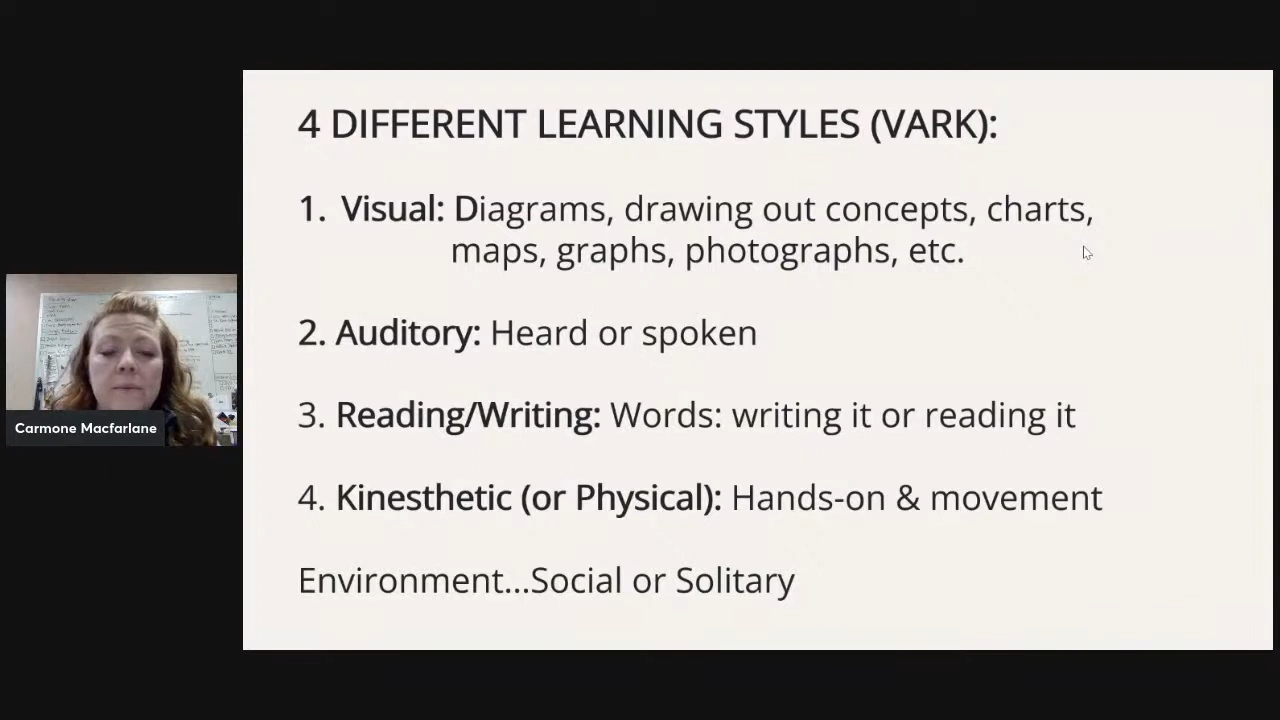 4 DIFFERENT LEARNING STYLES (VARK):
1. Visual: Diagrams, drawing out concepts, charts,
maps, graphs, photographs, etc.
2. Auditory: Heard or spoken
3. Reading/Writing: Words: writing it or reading it
4. Kinesthetic (or Physical): Hands-on & movement
Environment...Social or Solitary
Carmone Macfarlane